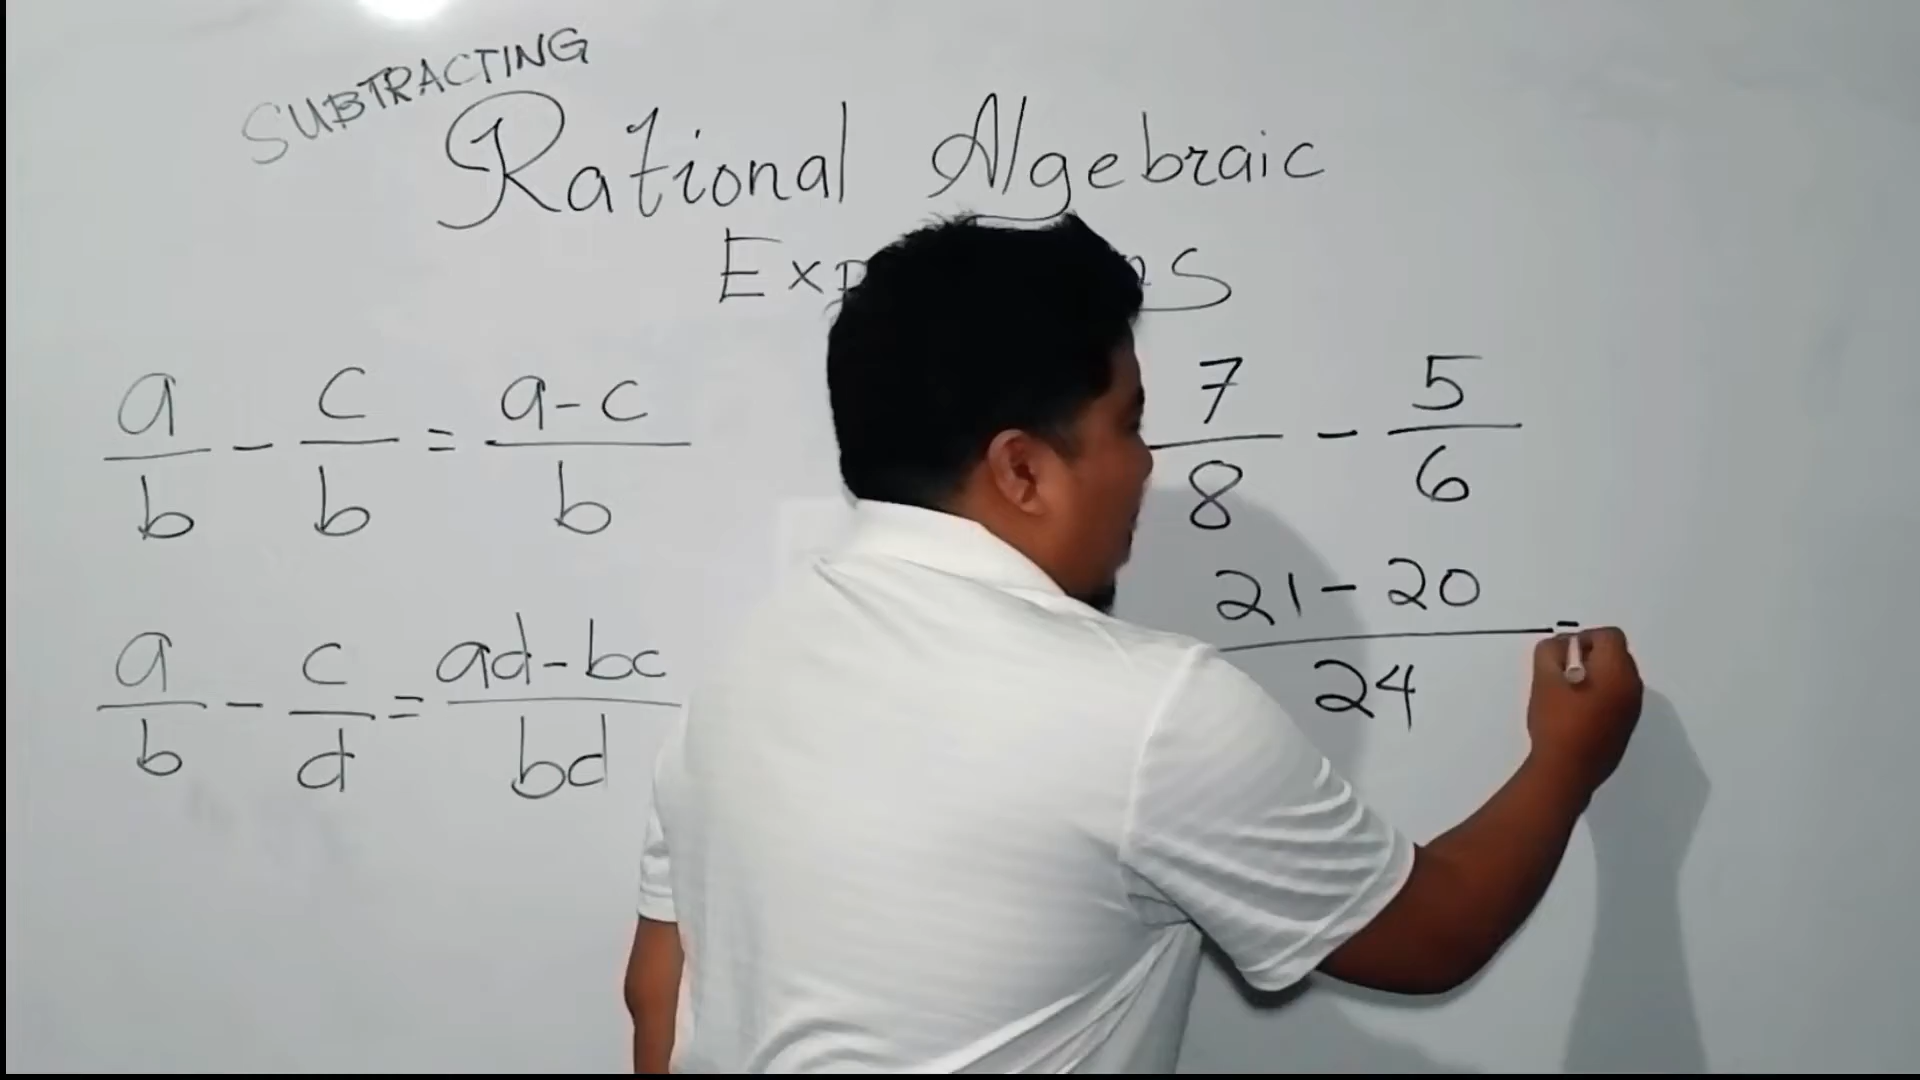 SUBTRACTING
Rational Algebraic
a/b - c/b = a-c/b
7/8 - 5/6
21-20/24 =
a/b - c/d = ad-bc/bd